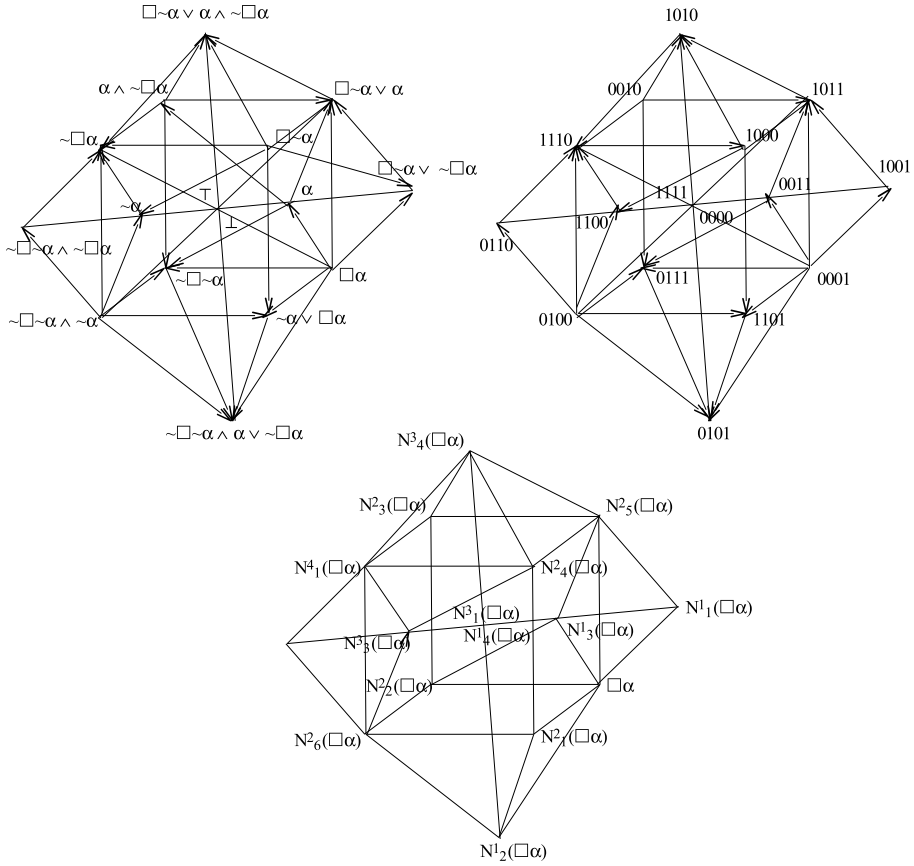 □~α ∨ α ∧ ~□α
α ∧ ~□α
□~α ∨ α
~□α
□~α
□~α ∨ ~□α
⊤
α
~α
⊥
~□~α ∧ ~□α
~□~α
□α
~□~α ∧ ~α
~α ∨ □α
~□~α ∧ α ∨ ~□α
1010
0010
1011
1110
1000
1001
1111
0011
1100
0000
0110
0111
0001
0100
1101
0101
N³₄(□α)
N²₃(□α)
N²₅(□α)
N⁴₁(□α)
N²₄(□α)
N³₁(□α)
N¹₁(□α)
N³₃(□α)
N¹₄(□α)
N¹₃(□α)
N²₂(□α)
□α
N²₆(□α)
N²₁(□α)
N¹₂(□α)